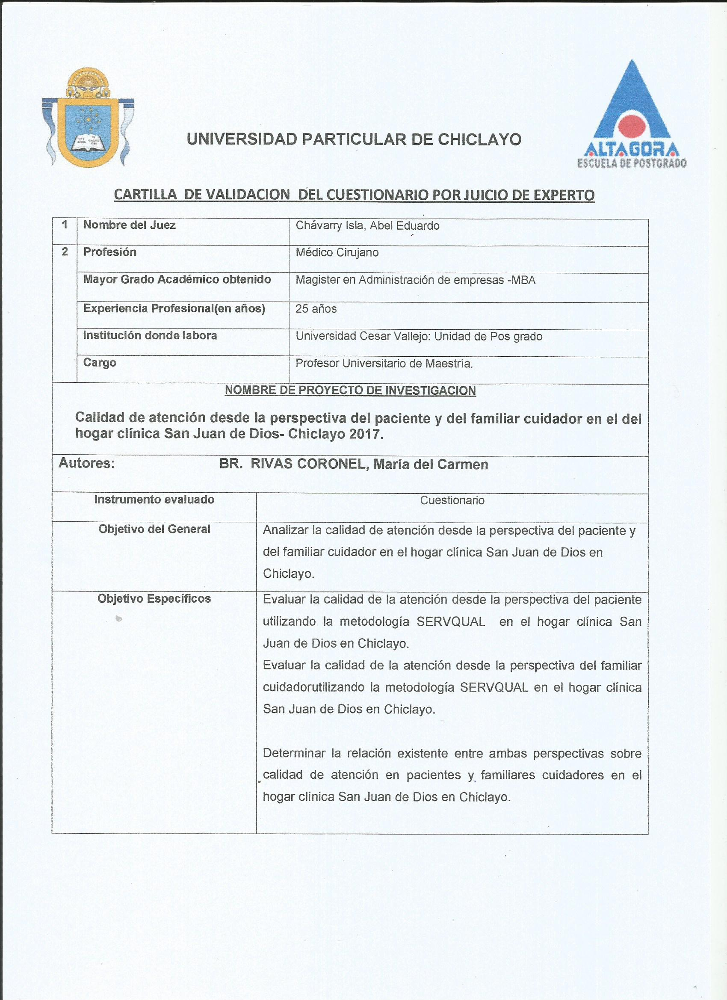 UNIVERSIDAD PARTICULAR DE CHICLAYO
ALTAGORA
ESCUELA DE POSTGRADO
CARTILLA DE VALIDACION DEL CUESTIONARIO POR JUICIO DE EXPERTO
1 Nombre del Juez Chávarry Isla, Abel Eduardo
2 Profesión Médico Cirujano
Mayor Grado Académico obtenido Magister en Administración de empresas -MBA
Experiencia Profesional(en años) 25 años
Institución donde labora Universidad Cesar Vallejo: Unidad de Pos grado
Cargo Profesor Universitario de Maestría.
NOMBRE DE PROYECTO DE INVESTIGACION
Calidad de atención desde la perspectiva del paciente y del familiar cuidador en el del
hogar clínica San Juan de Dios- Chiclayo 2017.
Autores: BR. RIVAS CORONEL, María del Carmen
Instrumento evaluado Cuestionario
Objetivo del General Analizar la calidad de atención desde la perspectiva del paciente y
del familiar cuidador en el hogar clínica San Juan de Dios en
Chiclayo.
Objetivo Específicos Evaluar la calidad de la atención desde la perspectiva del paciente
utilizando la metodología SERVQUAL en el hogar clínica San
Juan de Dios en Chiclayo.
Evaluar la calidad de la atención desde la perspectiva del familiar
cuidadorutilizando la metodología SERVQUAL en el hogar clínica
San Juan de Dios en Chiclayo.
Determinar la relación existente entre ambas perspectivas sobre
calidad de atención en pacientes y familiares cuidadores en el
hogar clínica San Juan de Dios en Chiclayo.